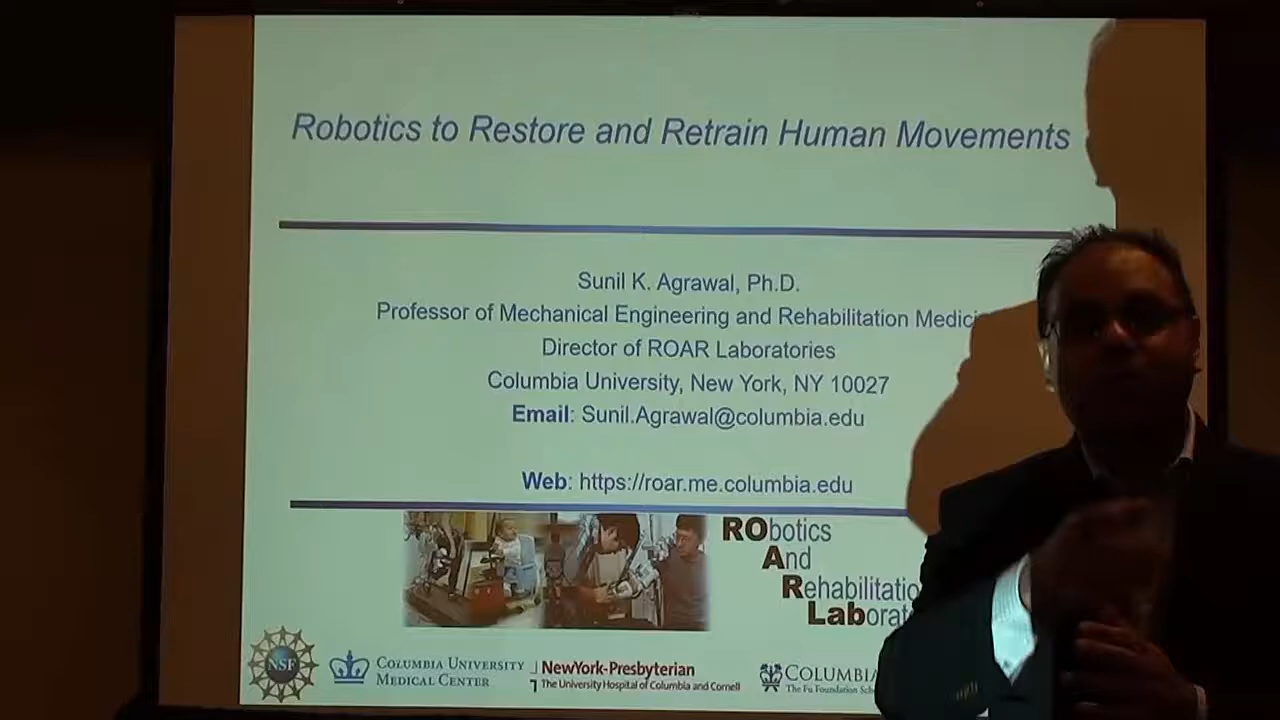 Robotics to Restore and Retrain Human Movements
Sunil K. Agrawal, Ph.D.
Professor of Mechanical Engineering and Rehabilitation Medici
Director of ROAR Laboratories
Columbia University, New York, NY 10027
Email: Sunil.Agrawal@columbia.edu
Web: https://roar.me.columbia.edu
RObotics
And
Rehabilitatio
Laborat
NSF
COLUMBIA UNIVERSITY
MEDICAL CENTER
NewYork-Presbyterian
The University Hospital of Columbia and Cornell
COLUMBIA
The Fu Foundation Sch